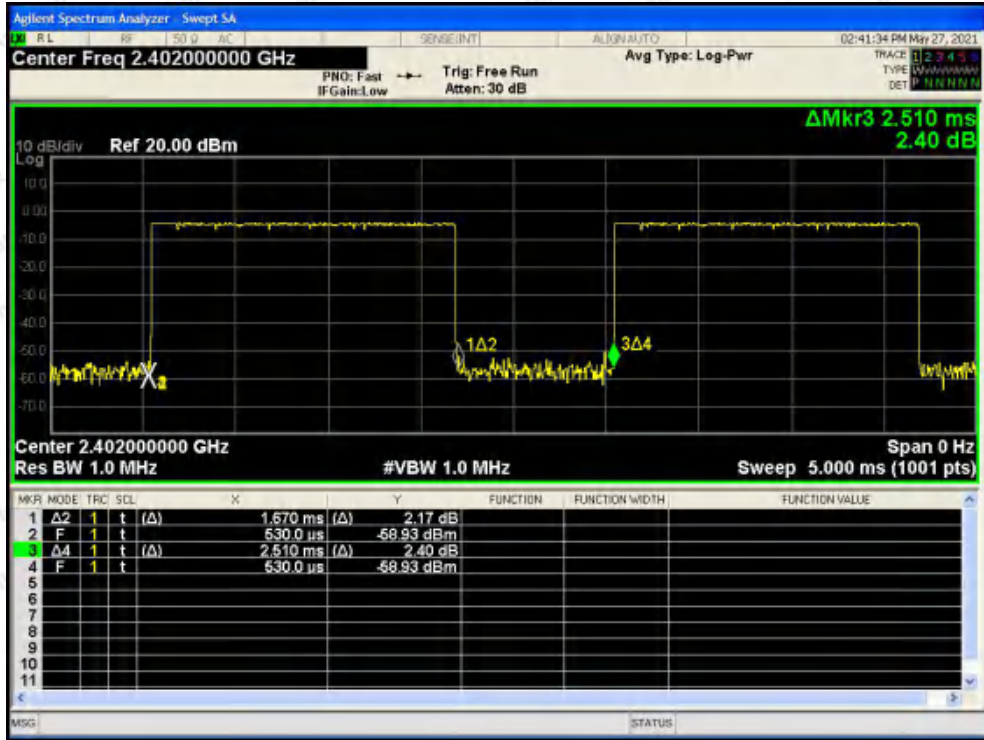 Agilent Spectrum Analyzer - Swept SA
RL RF 50 Ω AC SENSE:INT ALIGN AUTO 02:41:34 PM May 27, 2021
Center Freq 2.402000000 GHz
Avg Type: Log-Pwr
TRACE 1 2 3 4 5 6
PNO: Fast Trig: Free Run
TYPE
IFGain:Low Atten: 30 dB
DET P N N N N N
ΔMkr3 2.510 ms
2.40 dB
10 dB/div Ref 20.00 dBm
Log
10.0
0.00
-10.0
-20.0
-30.0
-40.0
-50.0
1Δ2 3Δ4
-60.0
-70.0
Center 2.402000000 GHz Span 0 Hz
Res BW 1.0 MHz #VBW 1.0 MHz Sweep 5.000 ms (1001 pts)
MKR MODE TRC SCL X Y FUNCTION FUNCTION WIDTH FUNCTION VALUE
1 Δ2 1 t (Δ) 1.670 ms (Δ) 2.17 dB
2 F 1 t 530.0 µs -58.93 dBm
3 Δ4 1 t (Δ) 2.510 ms (Δ) 2.40 dB
4 F 1 t 530.0 µs -58.93 dBm
5
6
7
8
9
10
11
MSG STATUS